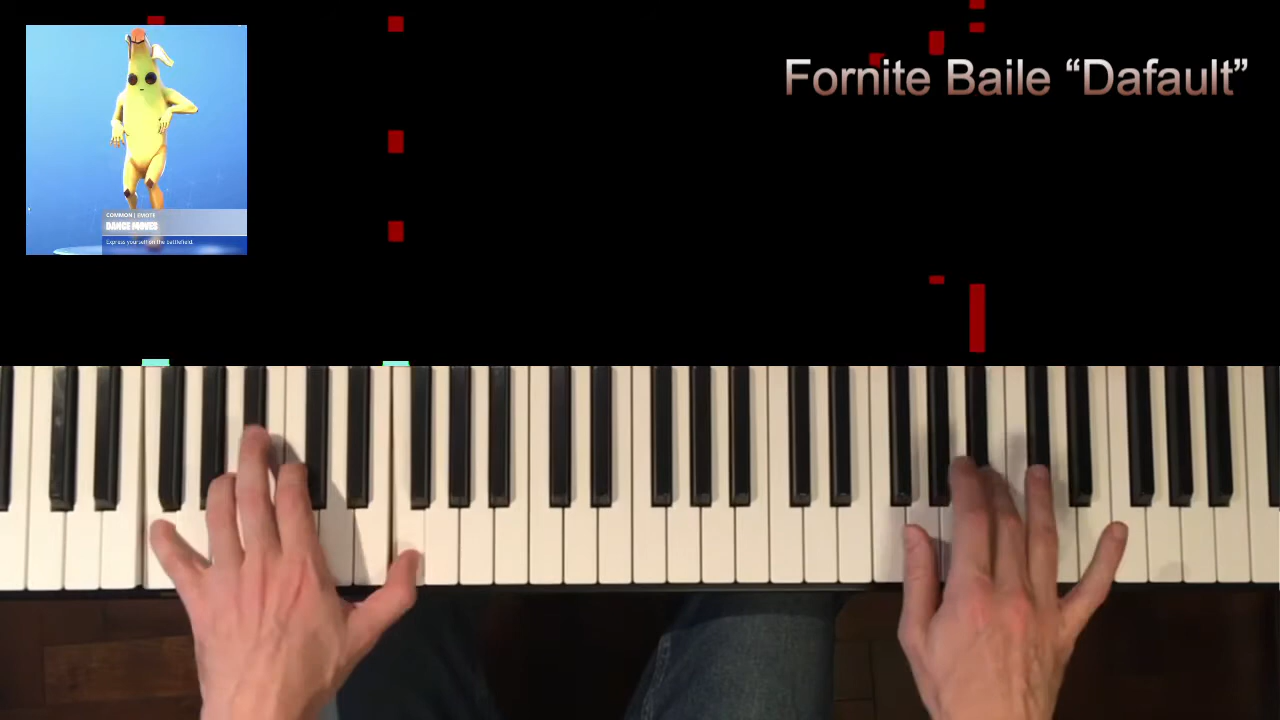 Fornite Baile “Dafault”
COMMON | EMOTE
DANCE MOVES
Express yourself on the battlefield.